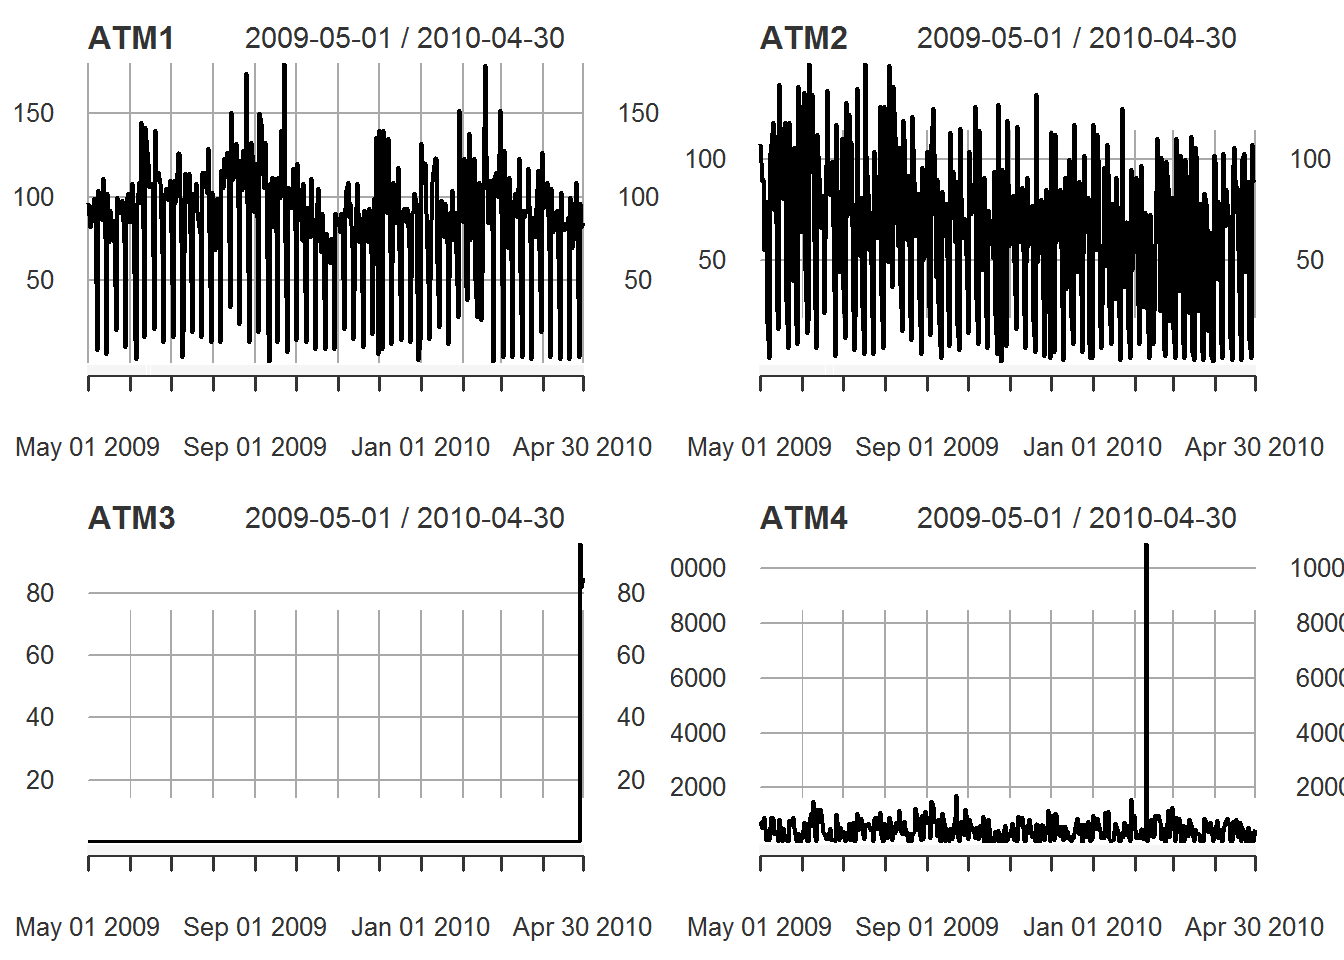 ATM1 2009-05-01 / 2010-04-30
150 150
100 100
50 50
May 01 2009 Sep 01 2009 Jan 01 2010 Apr 30 2010
ATM2 2009-05-01 / 2010-04-30
100 100
50 50
May 01 2009 Sep 01 2009 Jan 01 2010 Apr 30 2010
ATM3 2009-05-01 / 2010-04-30
80 80
60 60
40 40
20 20
May 01 2009 Sep 01 2009 Jan 01 2010 Apr 30 2010
ATM4 2009-05-01 / 2010-04-30
0000 1000
8000 8000
6000 6000
4000 4000
2000 2000
May 01 2009 Sep 01 2009 Jan 01 2010 Apr 30 2010